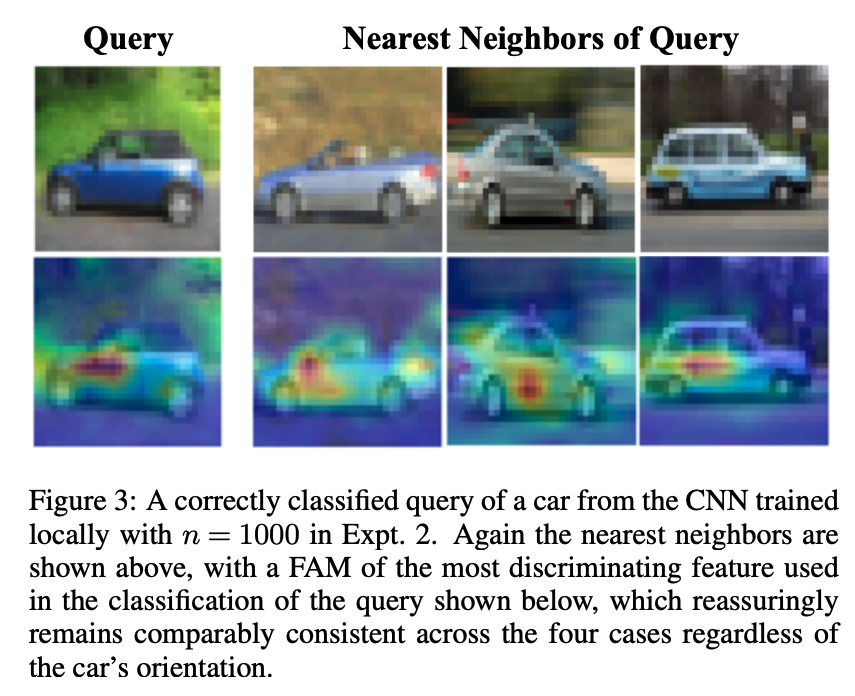 Query
Nearest Neighbors of Query
Figure 3: A correctly classified query of a car from the CNN trained
locally with n = 1000 in Expt. 2. Again the nearest neighbors are
shown above, with a FAM of the most discriminating feature used
in the classification of the query shown below, which reassuringly
remains comparably consistent across the four cases regardless of
the car's orientation.